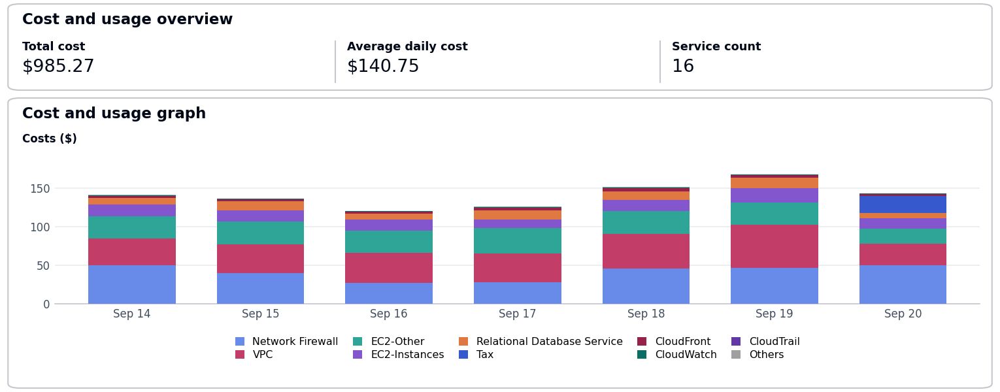 Cost and usage overview
Total cost
$985.27
Average daily cost
$140.75
Service count
16
Cost and usage graph
Costs ($)
150
100
50
0
Sep 14 Sep 15 Sep 16 Sep 17 Sep 18 Sep 19 Sep 20
Network Firewall EC2-Other Relational Database Service CloudFront CloudTrail
VPC EC2-Instances Tax CloudWatch Others